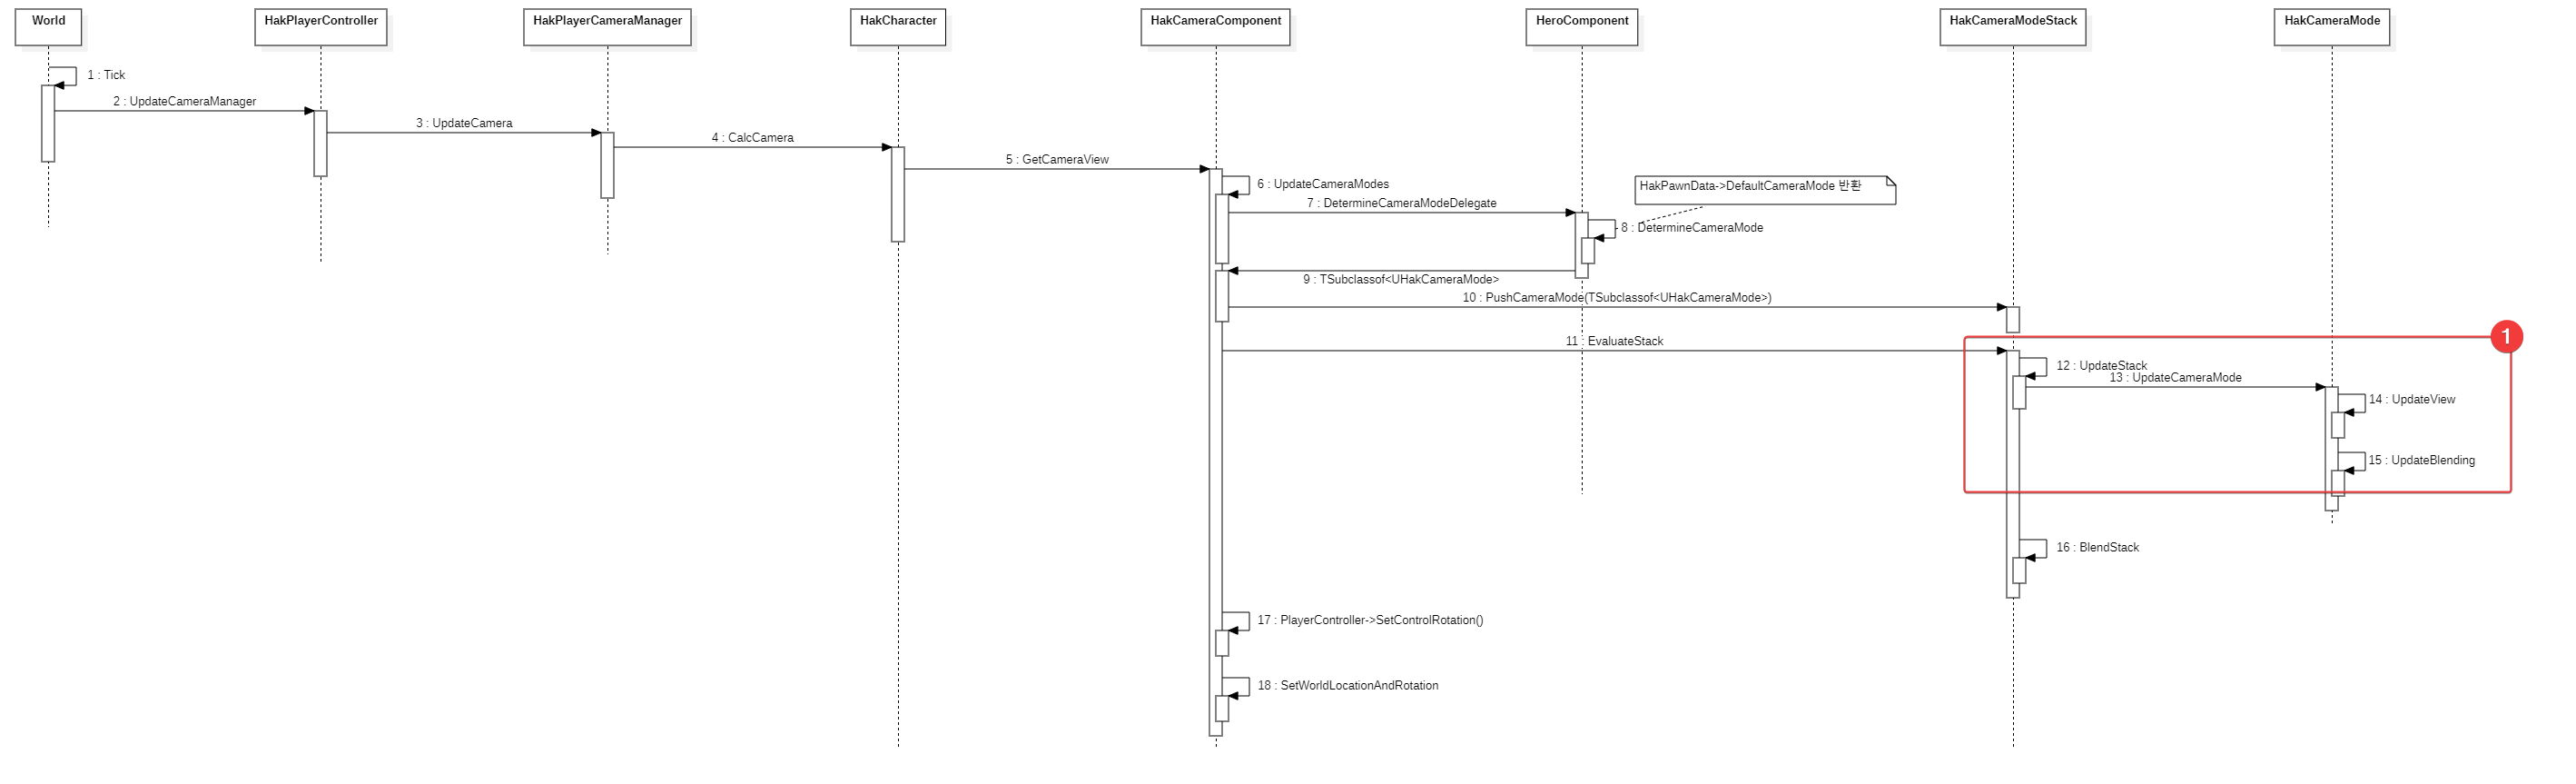 World
HakPlayerController
HakPlayerCameraManager
HakCharacter
HakCameraComponent
HeroComponent
HakCameraModeStack
HakCameraMode
1 : Tick
2 : UpdateCameraManager
3 : UpdateCamera
4 : CalcCamera
5 : GetCameraView
6 : UpdateCameraModes
HakPawnData->DefaultCameraMode 반환
7 : DetermineCameraModeDelegate
8 : DetermineCameraMode
9 : TSubclassof<UHakCameraMode>
10 : PushCameraMode(TSubclassof<UHakCameraMode>)
1
11 : EvaluateStack
12 : UpdateStack
13 : UpdateCameraMode
14 : UpdateView
15 : UpdateBlending
16 : BlendStack
17 : PlayerController->SetControlRotation()
18 : SetWorldLocationAndRotation